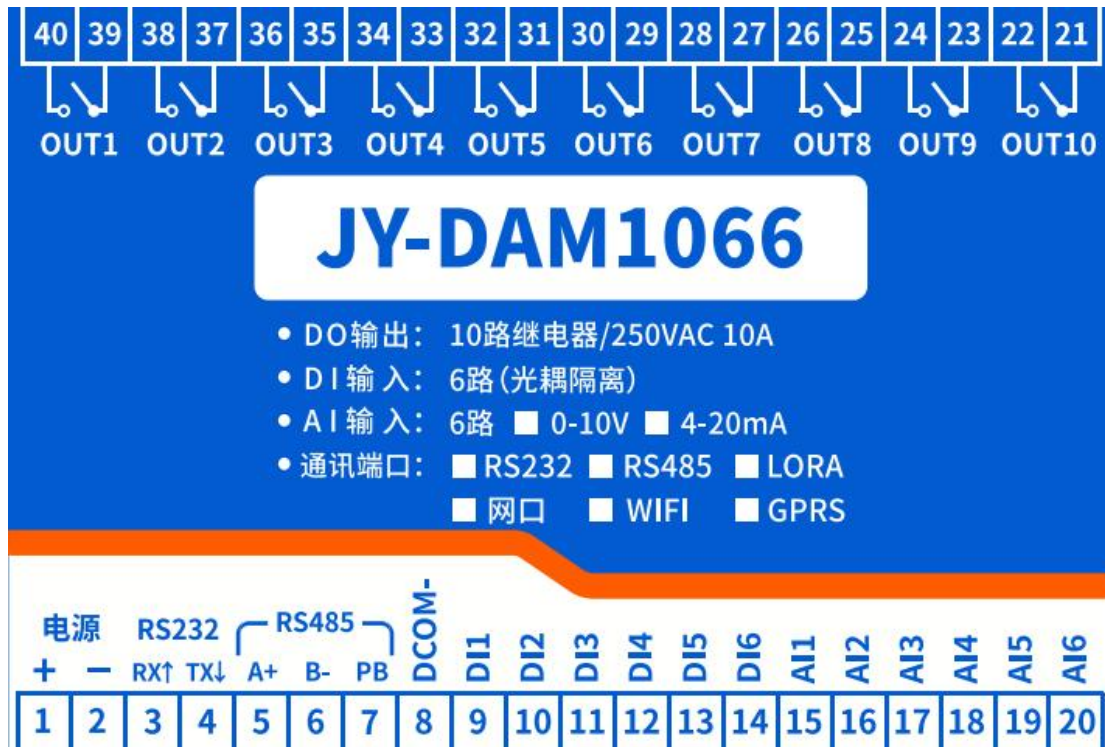 40 39 38 37 36 35 34 33 32 31 30 29 28 27 26 25 24 23 22 21
OUT1 OUT2 OUT3 OUT4 OUT5 OUT6 OUT7 OUT8 OUT9 OUT10
JY-DAM1066
• DO输出： 10路继电器/250VAC 10A
• DI输入： 6路(光耦隔离)
• AI输入： 6路 ■ 0-10V ■ 4-20mA
• 通讯端口： ■ RS232 ■ RS485 ■ LORA
■ 网口 ■ WIFI ■ GPRS
电源 RS232 RS485
+ − RX↑ TX↓ A+ B- PB DCOM- DI1 DI2 DI3 DI4 DI5 DI6 AI1 AI2 AI3 AI4 AI5 AI6
1 2 3 4 5 6 7 8 9 10 11 12 13 14 15 16 17 18 19 20